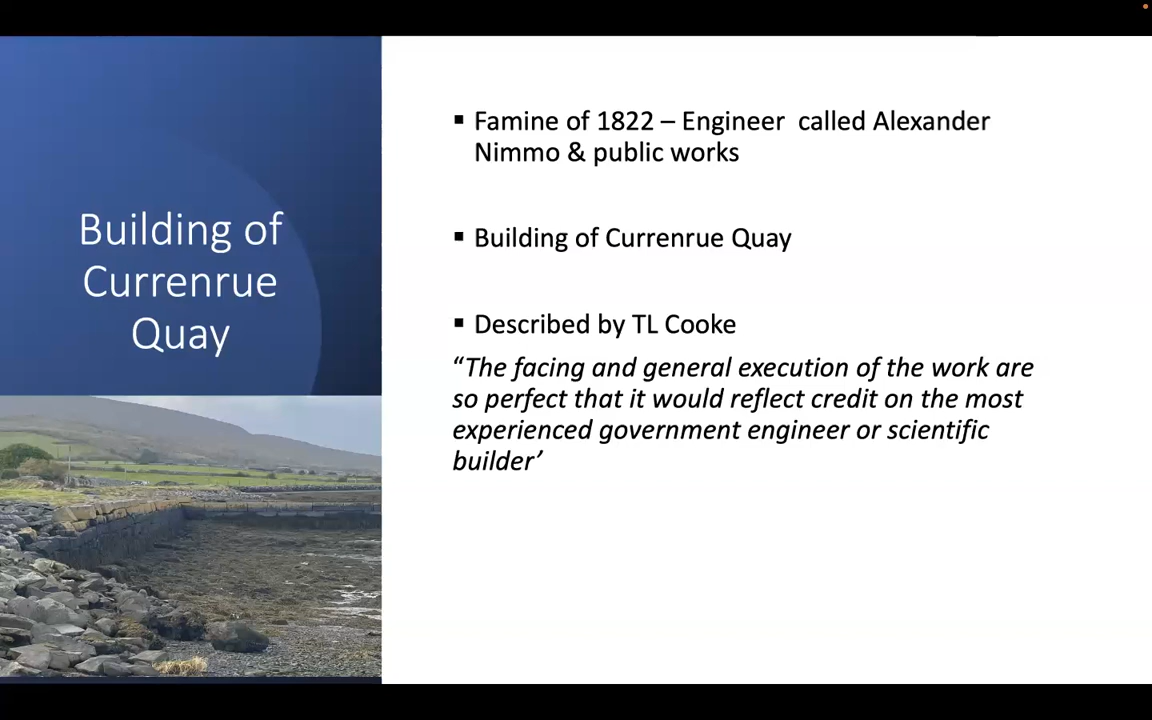 Building of
Currenrue
Quay
▪ Famine of 1822 – Engineer  called Alexander
Nimmo & public works
▪ Building of Currenrue Quay
▪ Described by TL Cooke
“The facing and general execution of the work are
so perfect that it would reflect credit on the most
experienced government engineer or scientific
builder’